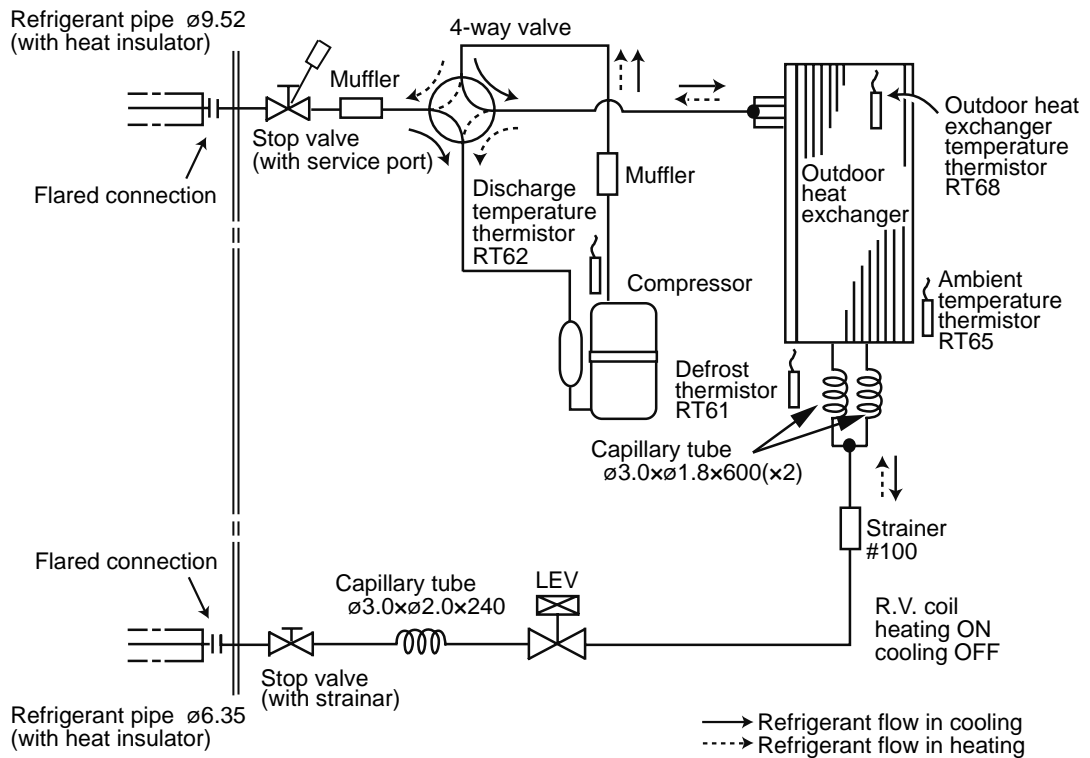 Refrigerant pipe ø9.52
(with heat insulator)
4-way valve
Muffler
Stop valve
(with service port)
Flared connection
Discharge
temperature
thermistor
RT62
Muffler
Compressor
Outdoor
heat
exchanger
Outdoor heat
exchanger
temperature
thermistor
RT68
Ambient
temperature
thermistor
RT65
Defrost
thermistor
RT61
Capillary tube
ø3.0×ø1.8×600(×2)
Strainer
#100
Flared connection
Capillary tube
ø3.0×ø2.0×240
LEV
R.V. coil
heating ON
cooling OFF
Stop valve
(with strainar)
Refrigerant pipe ø6.35
(with heat insulator)
Refrigerant flow in cooling
Refrigerant flow in heating